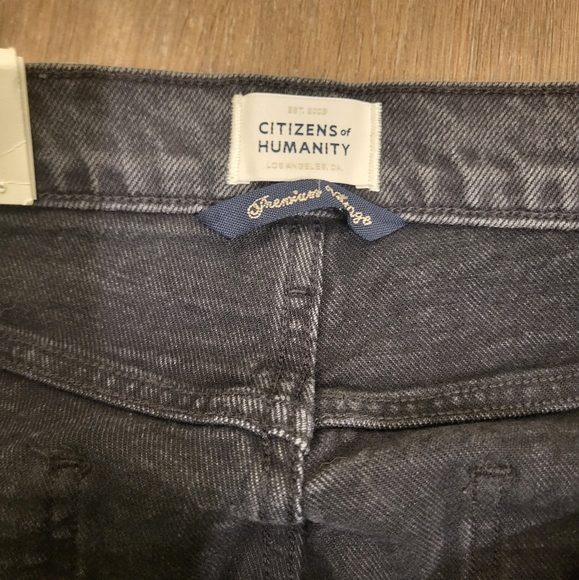 EST. 2003
CITIZENS of
HUMANITY
LOS ANGELES, CA.
Premium Vintage